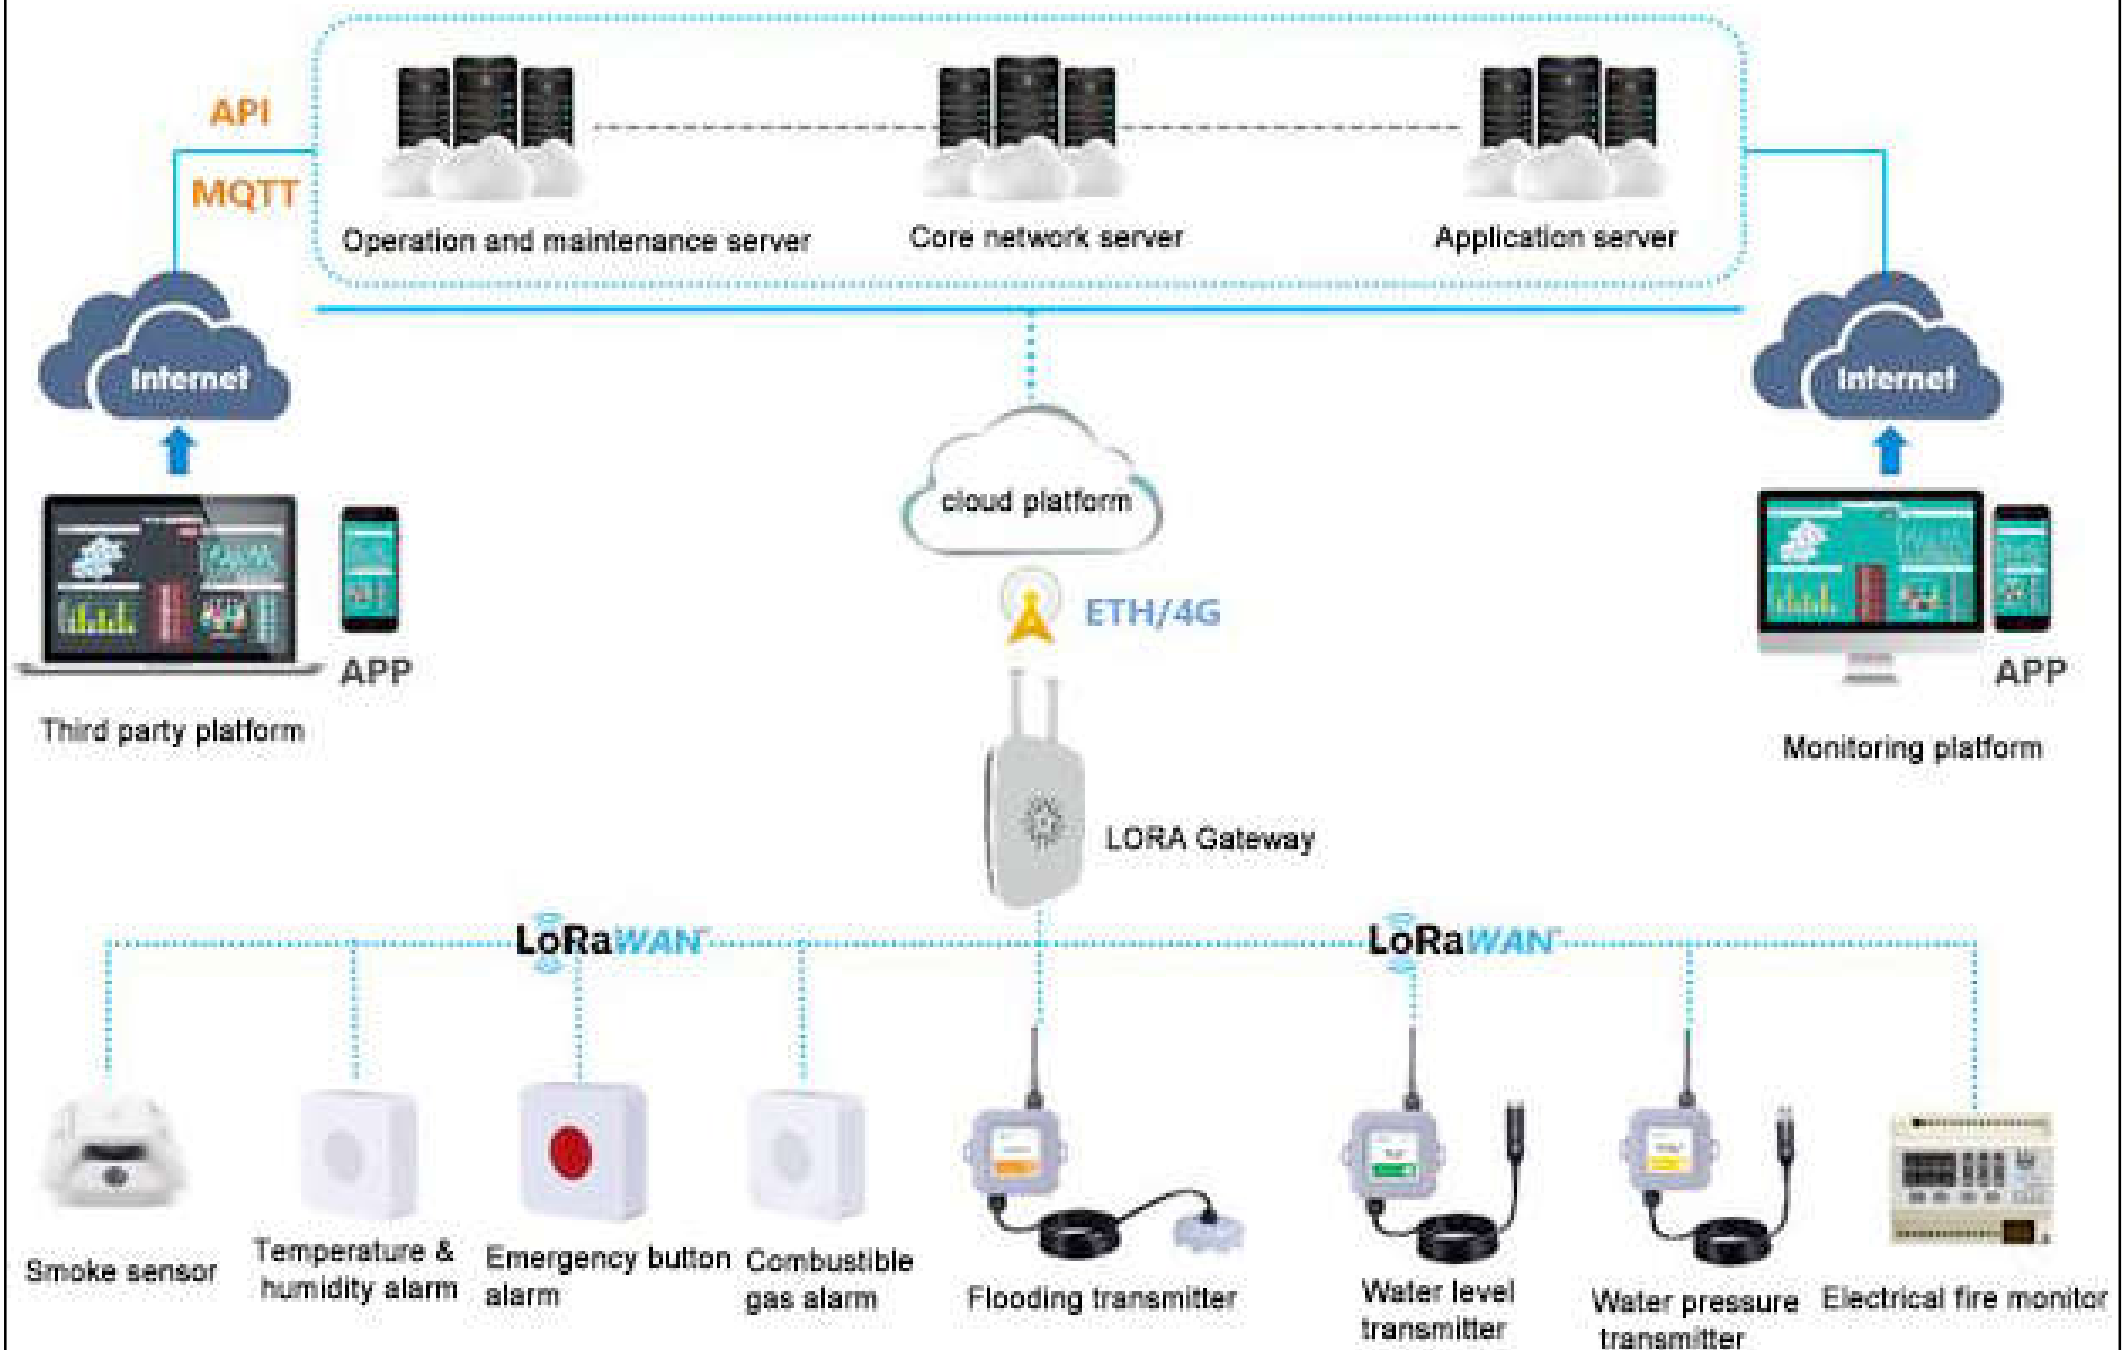 API
MQTT
Operation and maintenance server
Core network server
Application server
Internet
Internet
cloud platform
ETH/4G
APP
APP
Third party platform
Monitoring platform
LORA Gateway
LoRaWAN
LoRaWAN
Smoke sensor
Temperature &
humidity alarm
Emergency button
alarm
Combustible
gas alarm
Flooding transmitter
Water level
transmitter
Water pressure
transmitter
Electrical fire monitor